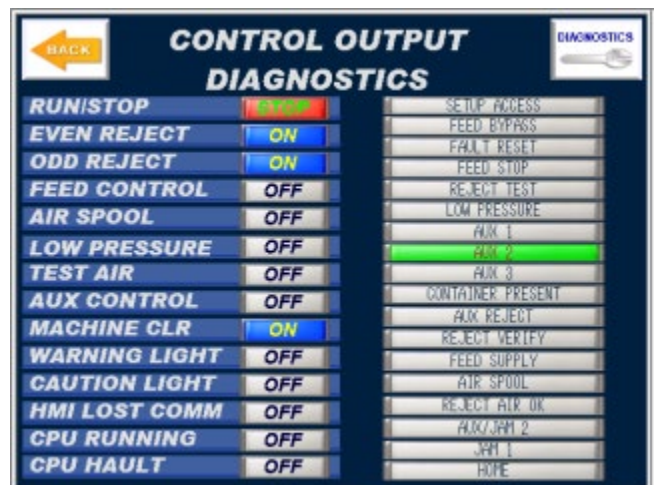 BACK
CONTROL OUTPUT
DIAGNOSTICS
DIAGNOSTICS
RUN/STOP STOP
EVEN REJECT ON
ODD REJECT ON
FEED CONTROL OFF
AIR SPOOL OFF
LOW PRESSURE OFF
TEST AIR OFF
AUX CONTROL OFF
MACHINE CLR ON
WARNING LIGHT OFF
CAUTION LIGHT OFF
HMI LOST COMM OFF
CPU RUNNING OFF
CPU HAULT OFF
SETUP ACCESS
FEED BYPASS
FAULT RESET
FEED STOP
REJECT TEST
LOW PRESSURE
AUX 1
AUX 2
AUX 3
CONTAINER PRESENT
AUX REJECT
REJECT VERIFY
FEED SUPPLY
AIR SPOOL
REJECT AIR OK
AUX/JAM 2
JAM 1
HOME